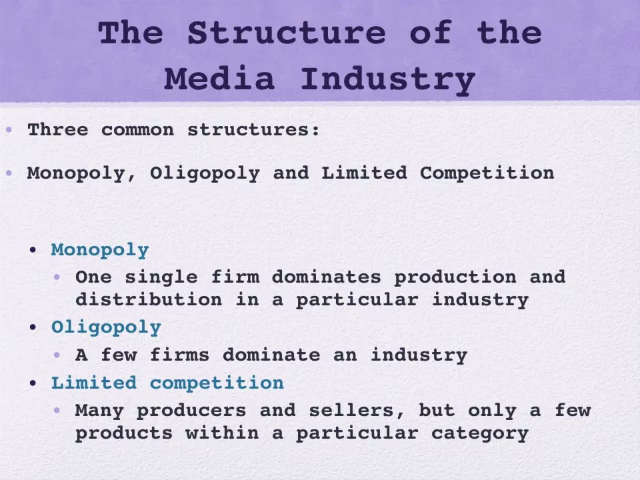 The Structure of the
Media Industry
• Three common structures:
• Monopoly, Oligopoly and Limited Competition
• Monopoly
• One single firm dominates production and
distribution in a particular industry
• Oligopoly
• A few firms dominate an industry
• Limited competition
• Many producers and sellers, but only a few
products within a particular category